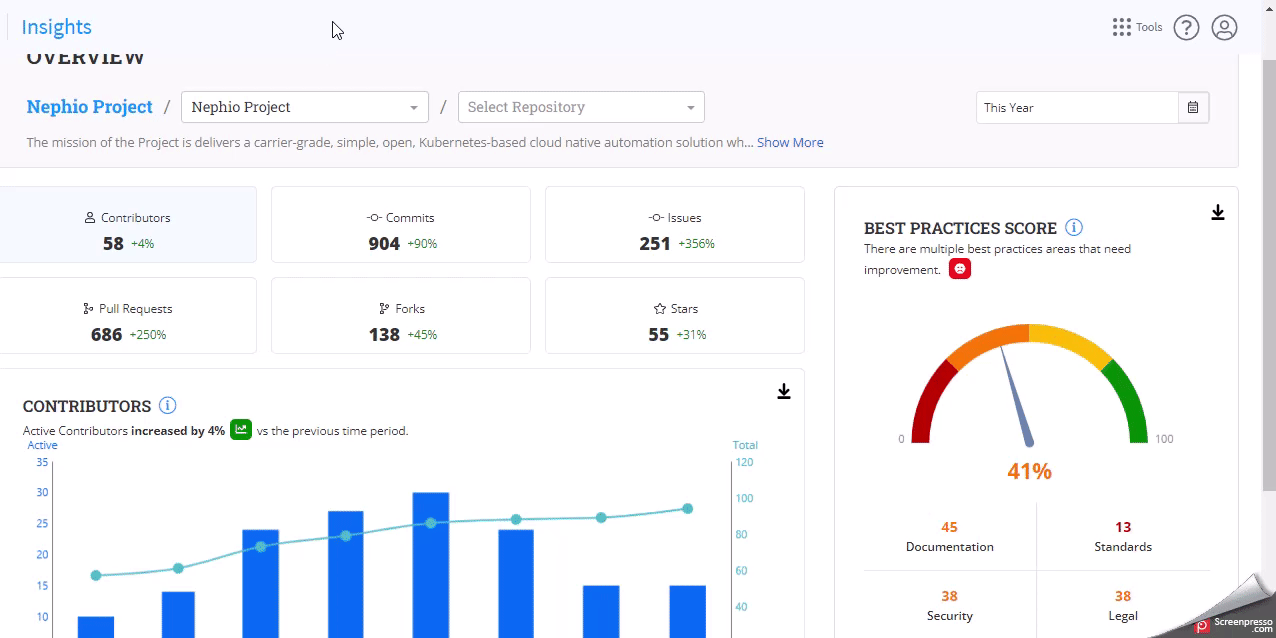 Insights
Tools
?
OVERVIEW
Nephio Project / Nephio Project / Select Repository
This Year
The mission of the Project is delivers a carrier-grade, simple, open, Kubernetes-based cloud native automation solution wh... Show More
Contributors
58 +4%
Commits
904 +90%
Issues
251 +356%
Pull Requests
686 +250%
Forks
138 +45%
Stars
55 +31%
CONTRIBUTORS i
Active Contributors increased by 4% vs the previous time period.
Active
Total
35
30
25
20
15
10
120
100
80
60
40
BEST PRACTICES SCORE i
There are multiple best practices areas that need
improvement.
0
100
41%
45
Documentation
13
Standards
38
Security
38
Legal
Screenpresso
.com